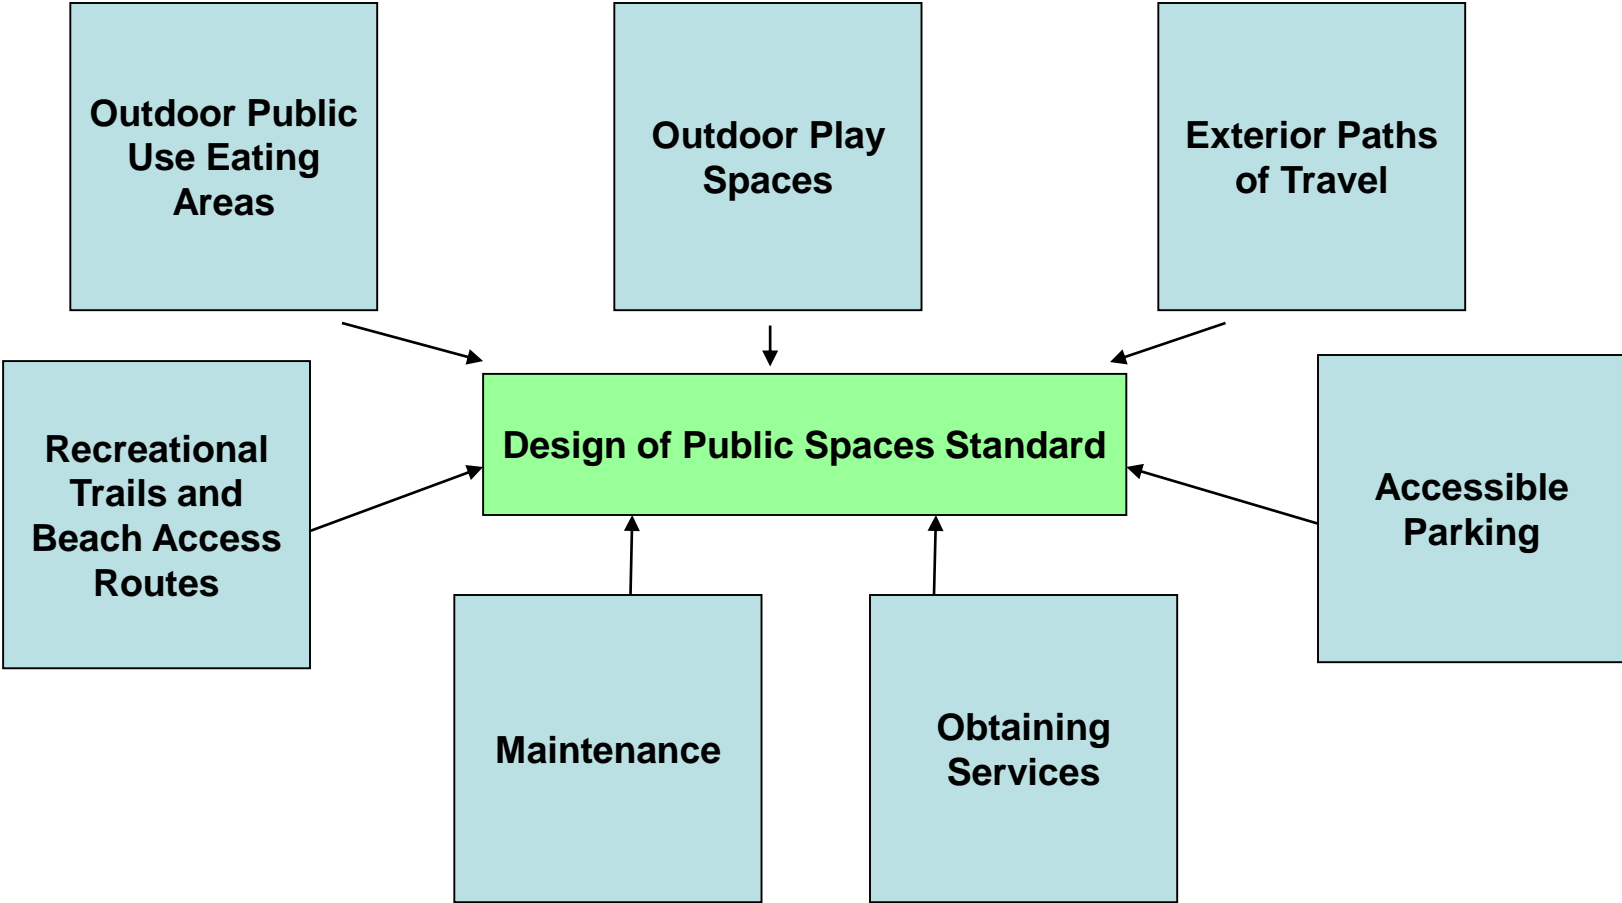 Outdoor Public
Use Eating
Areas
Outdoor Play
Spaces
Exterior Paths
of Travel
Recreational
Trails and
Beach Access
Routes
Design of Public Spaces Standard
Accessible
Parking
Maintenance
Obtaining
Services